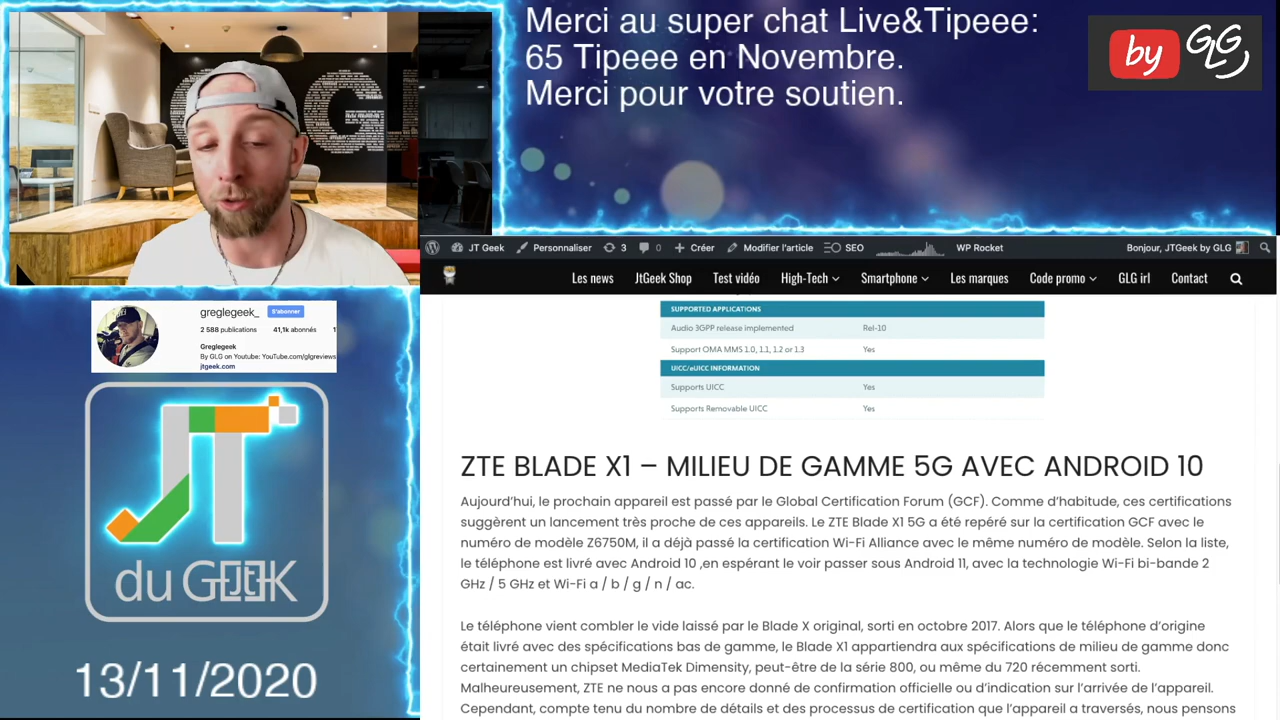 Merci au super chat Live&Tipeee:
65 Tipeee en Novembre.
Merci pour votre soutien.
by GLG
JT Geek
Personnaliser
3
0
Créer
Modifier l'article
SEO
WP Rocket
Bonjour, JTGeek by GLG
Les news
JtGeek Shop
Test vidéo
High-Tech
Smartphone
Les marques
Code promo
GLG irl
Contact
greglegeek_ S'abonner
2 588 publications 41,1k abonnés 1
Greglegeek
By GLG on Youtube: YouTube.com/glgreviews
jtgeek.com
JT
du GEEK
13/11/2020
SUPPORTED APPLICATIONS
Audio 3GPP release implemented Rel-10
Support OMA MMS 1.0, 1.1, 1.2 or 1.3 Yes
UICC/eUICC INFORMATION
Supports UICC Yes
Supports Removable UICC Yes
ZTE BLADE X1 – MILIEU DE GAMME 5G AVEC ANDROID 10
Aujourd'hui, le prochain appareil est passé par le Global Certification Forum (GCF). Comme d'habitude, ces certifications
suggèrent un lancement très proche de ces appareils. Le ZTE Blade X1 5G a été repéré sur la certification GCF avec le
numéro de modèle Z6750M, il a déjà passé la certification Wi-Fi Alliance avec le même numéro de modèle. Selon la liste,
le téléphone est livré avec Android 10 ,en espérant le voir passer sous Android 11, avec la technologie Wi-Fi bi-bande 2
GHz / 5 GHz et Wi-Fi a / b / g / n / ac.
Le téléphone vient combler le vide laissé par le Blade X original, sorti en octobre 2017. Alors que le téléphone d'origine
était livré avec des spécifications bas de gamme, le Blade X1 appartiendra aux spécifications de milieu de gamme donc
certainement un chipset MediaTek Dimensity, peut-être de la série 800, ou même du 720 récemment sorti.
Malheureusement, ZTE ne nous a pas encore donné de confirmation officielle ou d'indication sur l'arrivée de l'appareil.
Cependant, compte tenu du nombre de détails et des processus de certification que l'appareil a traversés, nous pensons